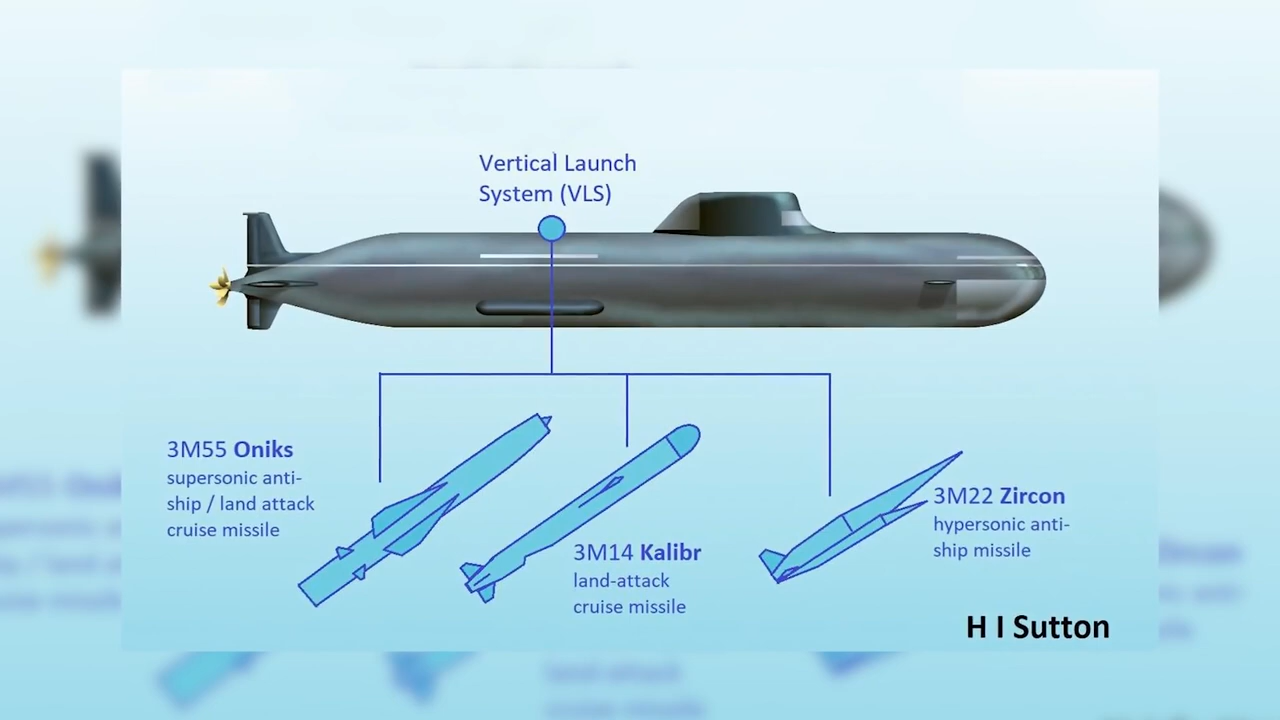 Vertical Launch
System (VLS)
3M55 Oniks
supersonic anti-
ship / land attack
cruise missile
3M14 Kalibr
land-attack
cruise missile
3M22 Zircon
hypersonic anti-
ship missile
H I Sutton